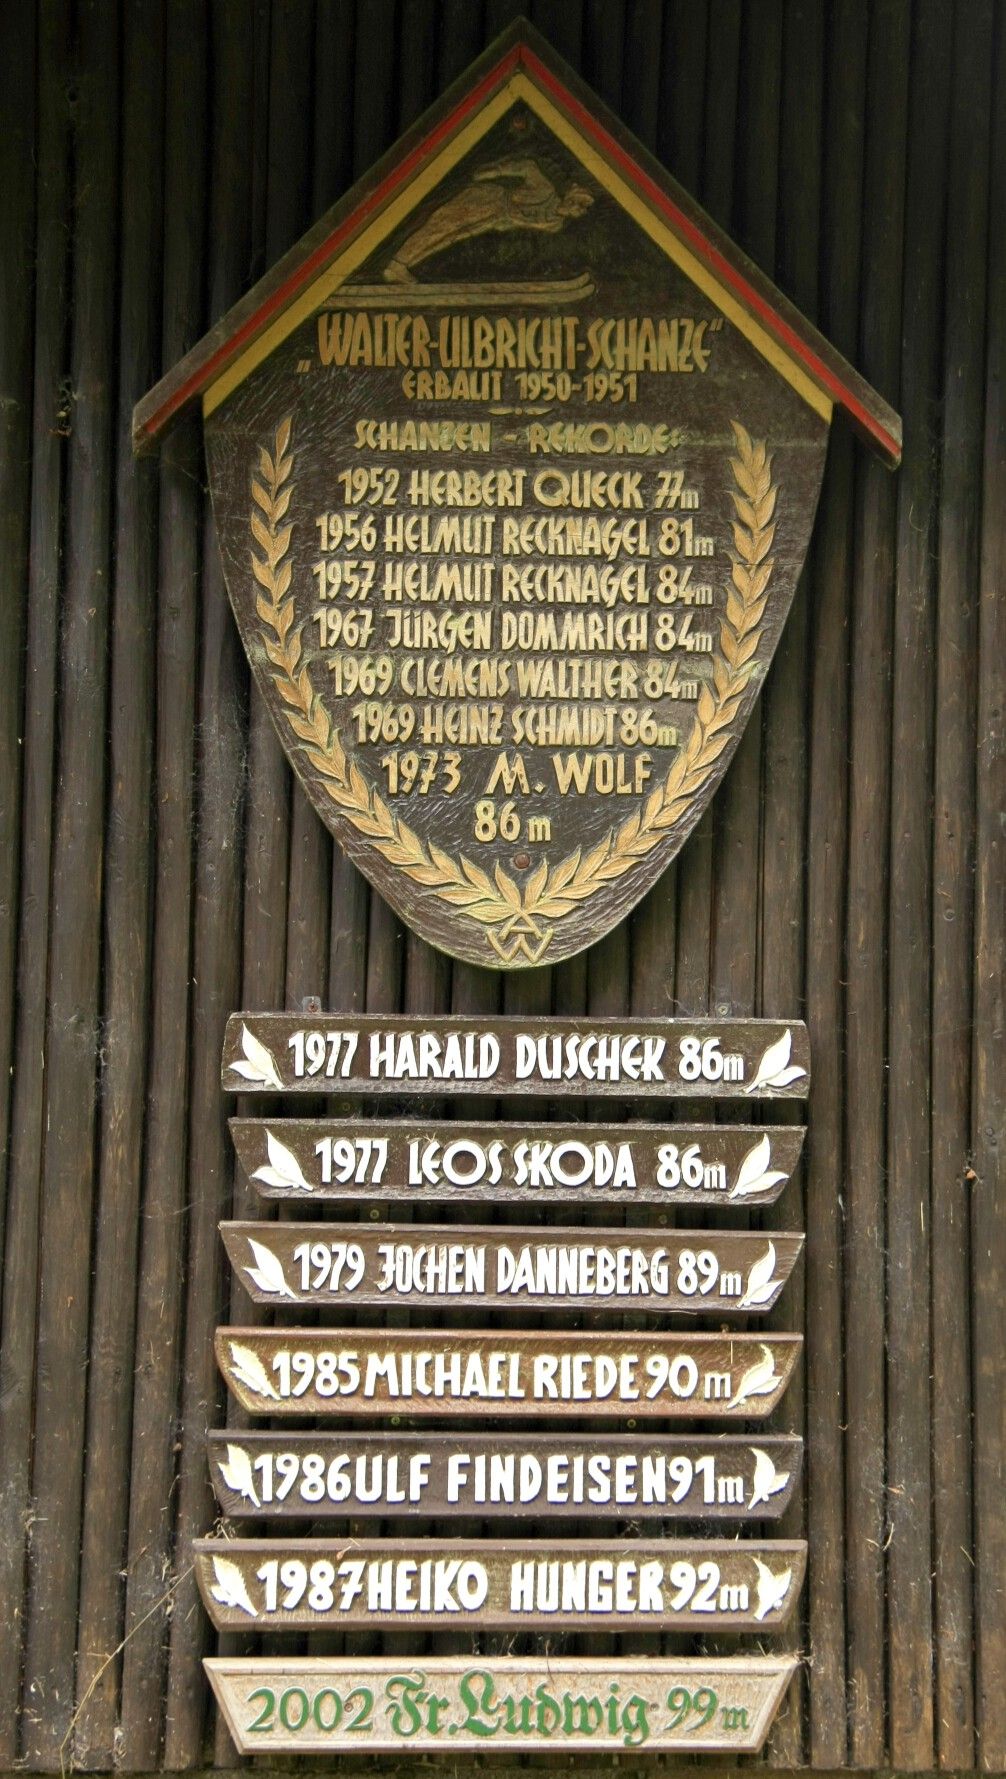 „WALTER-ULBRICHT-SCHANZE“
ERBAUT 1950-1951
SCHANZEN - REKORDE:
1952 HERBERT QUECK 77m
1956 HELMUT RECKNAGEL 81m
1957 HELMUT RECKNAGEL 84m
1967 JÜRGEN DOMMRICH 84m
1969 CLEMENS WALTHER 84m
1969 HEINZ SCHMIDT 86m
1973 M. WOLF
86m
AW
1977 HARALD DUSCHEK 86m
1977 LEOS SKODA 86m
1979 JOCHEN DANNEBERG 89m
1985 MICHAEL RIEDE 90m
1986 ULF FINDEISEN 91m
1987 HEIKO HUNGER 92m
2002 Fr. Ludwig 99m